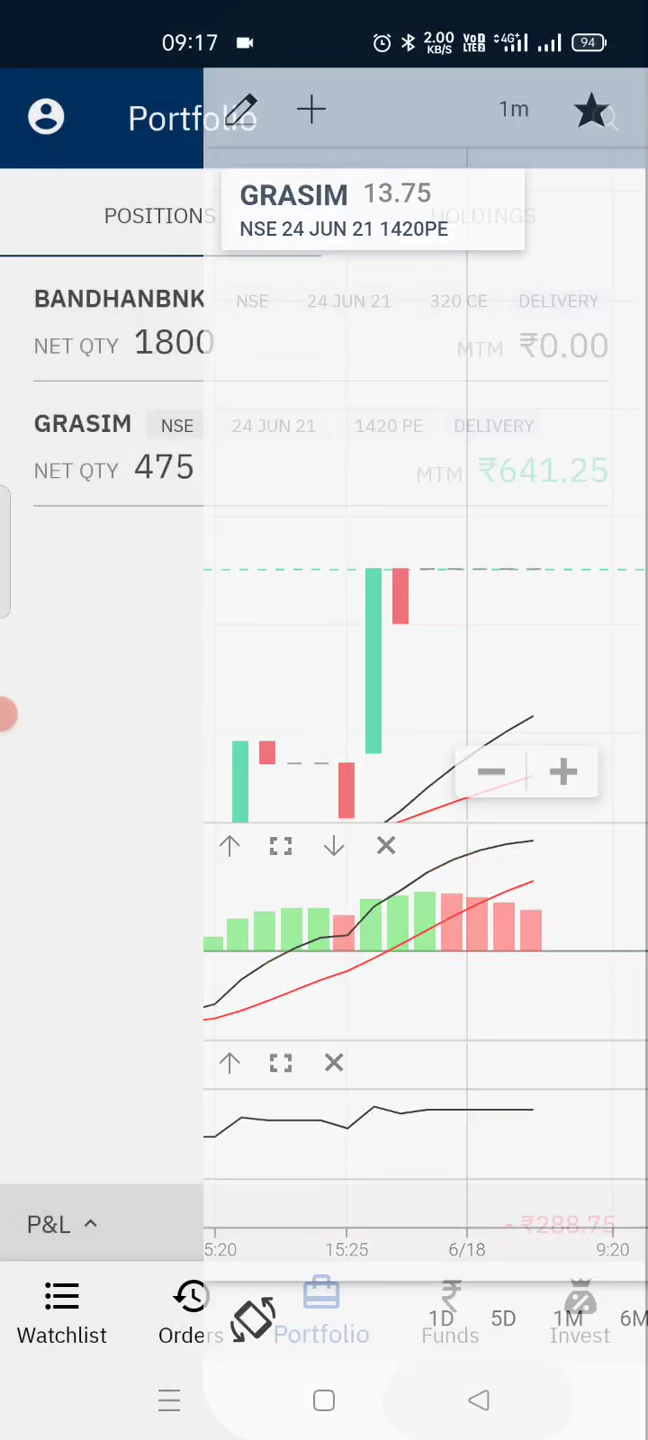 09:17
2.00 KB/S VoD LTE2 4G+ 94
Portfolio
1m
POSITIONS HOLDINGS
GRASIM 13.75
NSE 24 JUN 21 1420PE
BANDHANBNK NSE 24 JUN 21 320 CE DELIVERY
NET QTY 1800 MTM ₹0.00
GRASIM NSE 24 JUN 21 1420 PE DELIVERY
NET QTY 475 MTM ₹641.25
P&L - ₹288.75
5:20 15:25 6/18 9:20
1D 5D 1M 6M
Watchlist Orders Portfolio Funds Invest